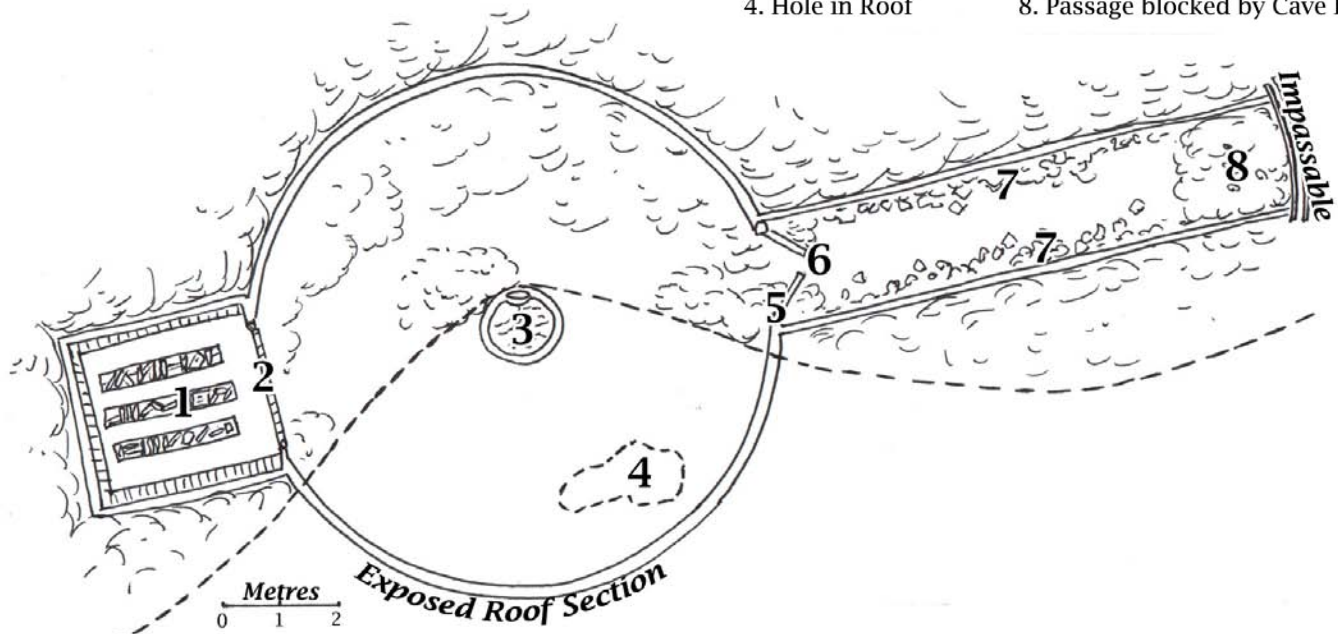 4. Hole in Roof
8. Passage blocked by Cave
Impassable
8
7
7
6
5
3
2
1
4
Exposed Roof Section
Metres
0 1 2